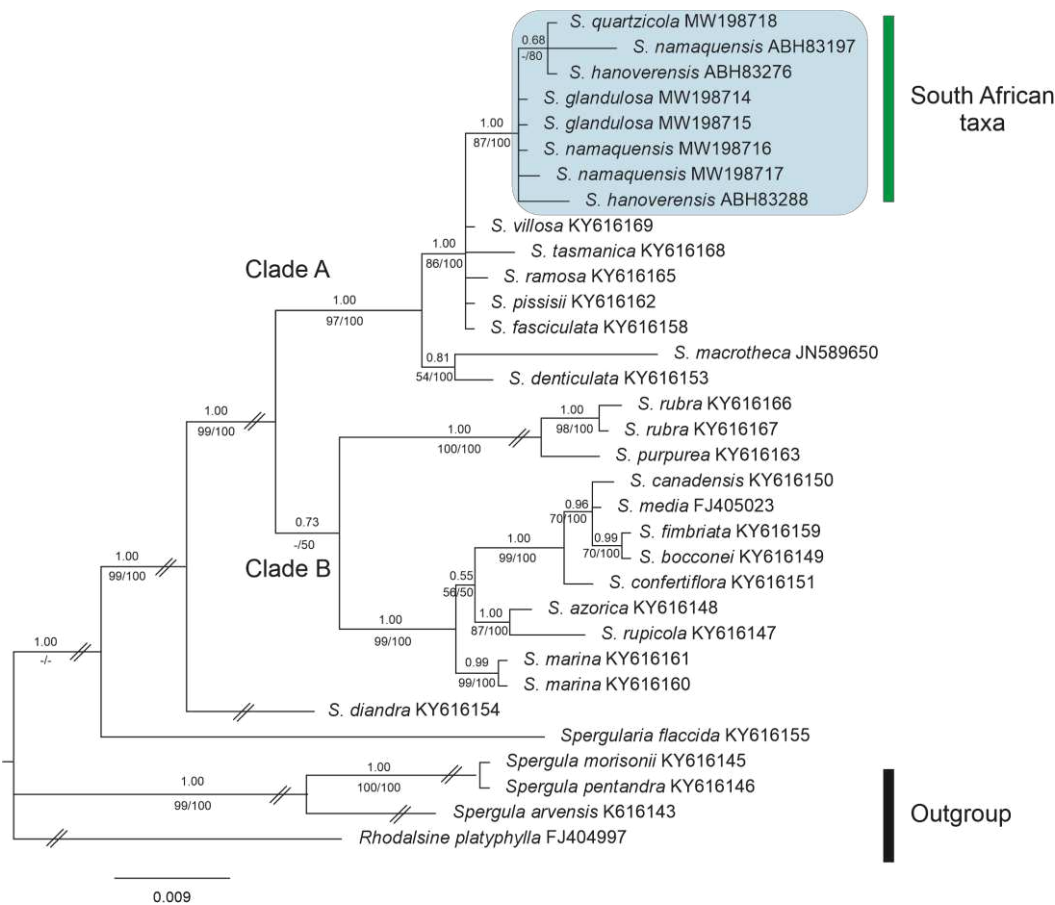 S. quartzicola MW198718
0.68
-/80
S. namaquensis ABH83197
S. hanoverensis ABH83276
S. glandulosa MW198714
South African
taxa
S. glandulosa MW198715
1.00
87/100
S. namaquensis MW198716
S. namaquensis MW198717
S. hanoverensis ABH83288
S. villosa KY616169
1.00
86/100
S. tasmanica KY616168
Clade A
S. ramosa KY616165
1.00
97/100
S. pissisii KY616162
S. fasciculata KY616158
0.81
54/100
S. macrotheca JN589650
S. denticulata KY616153
1.00
99/100
1.00
98/100
S. rubra KY616166
S. rubra KY616167
1.00
100/100
S. purpurea KY616163
S. canadensis KY616150
0.96
70/100
S. media FJ405023
0.73
-/50
S. fimbriata KY616159
0.99
70/100
S. bocconei KY616149
1.00
99/100
Clade B
S. confertiflora KY616151
1.00
99/100
0.55
56/50
S. azorica KY616148
1.00
87/100
S. rupicola KY616147
1.00
99/100
1.00
-/-
S. marina KY616161
0.99
99/100
S. marina KY616160
S. diandra KY616154
Spergularia flaccida KY616155
Spergula morisonii KY616145
1.00
100/100
Spergula pentandra KY616146
1.00
99/100
Spergula arvensis K616143
Outgroup
Rhodalsine platyphylla FJ404997
0.009